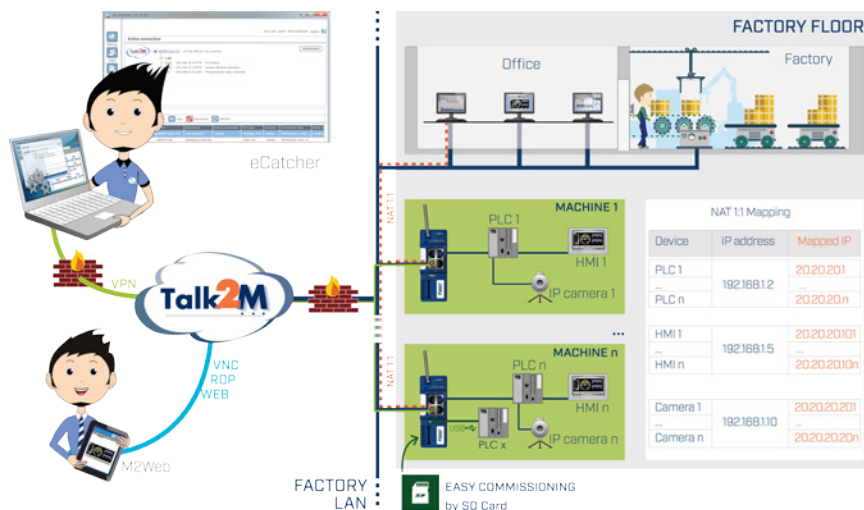 FACTORY FLOOR
Office
Factory
eCatcher
Talk2M
VPN
VNC
RDP
WEB
M2Web
FACTORY
LAN
NAT 1:1
MACHINE 1
PLC 1
HMI 1
IP camera 1
...
NAT 1:1
MACHINE n
PLC n
HMI n
USB
PLC x
IP camera n
EASY COMMISSIONING
by SD Card
NAT 1:1 Mapping
Device IP address Mapped IP
PLC 1 20.20.20.1
... 192.168.1.2 ...
PLC n 20.20.20.n
HMI 1 20.20.20.101
... 192.168.1.5 ...
HMI n 20.20.20.10n
Camera 1 20.20.20.201
... 192.168.1.10 ...
Camera n 20.20.20.20n